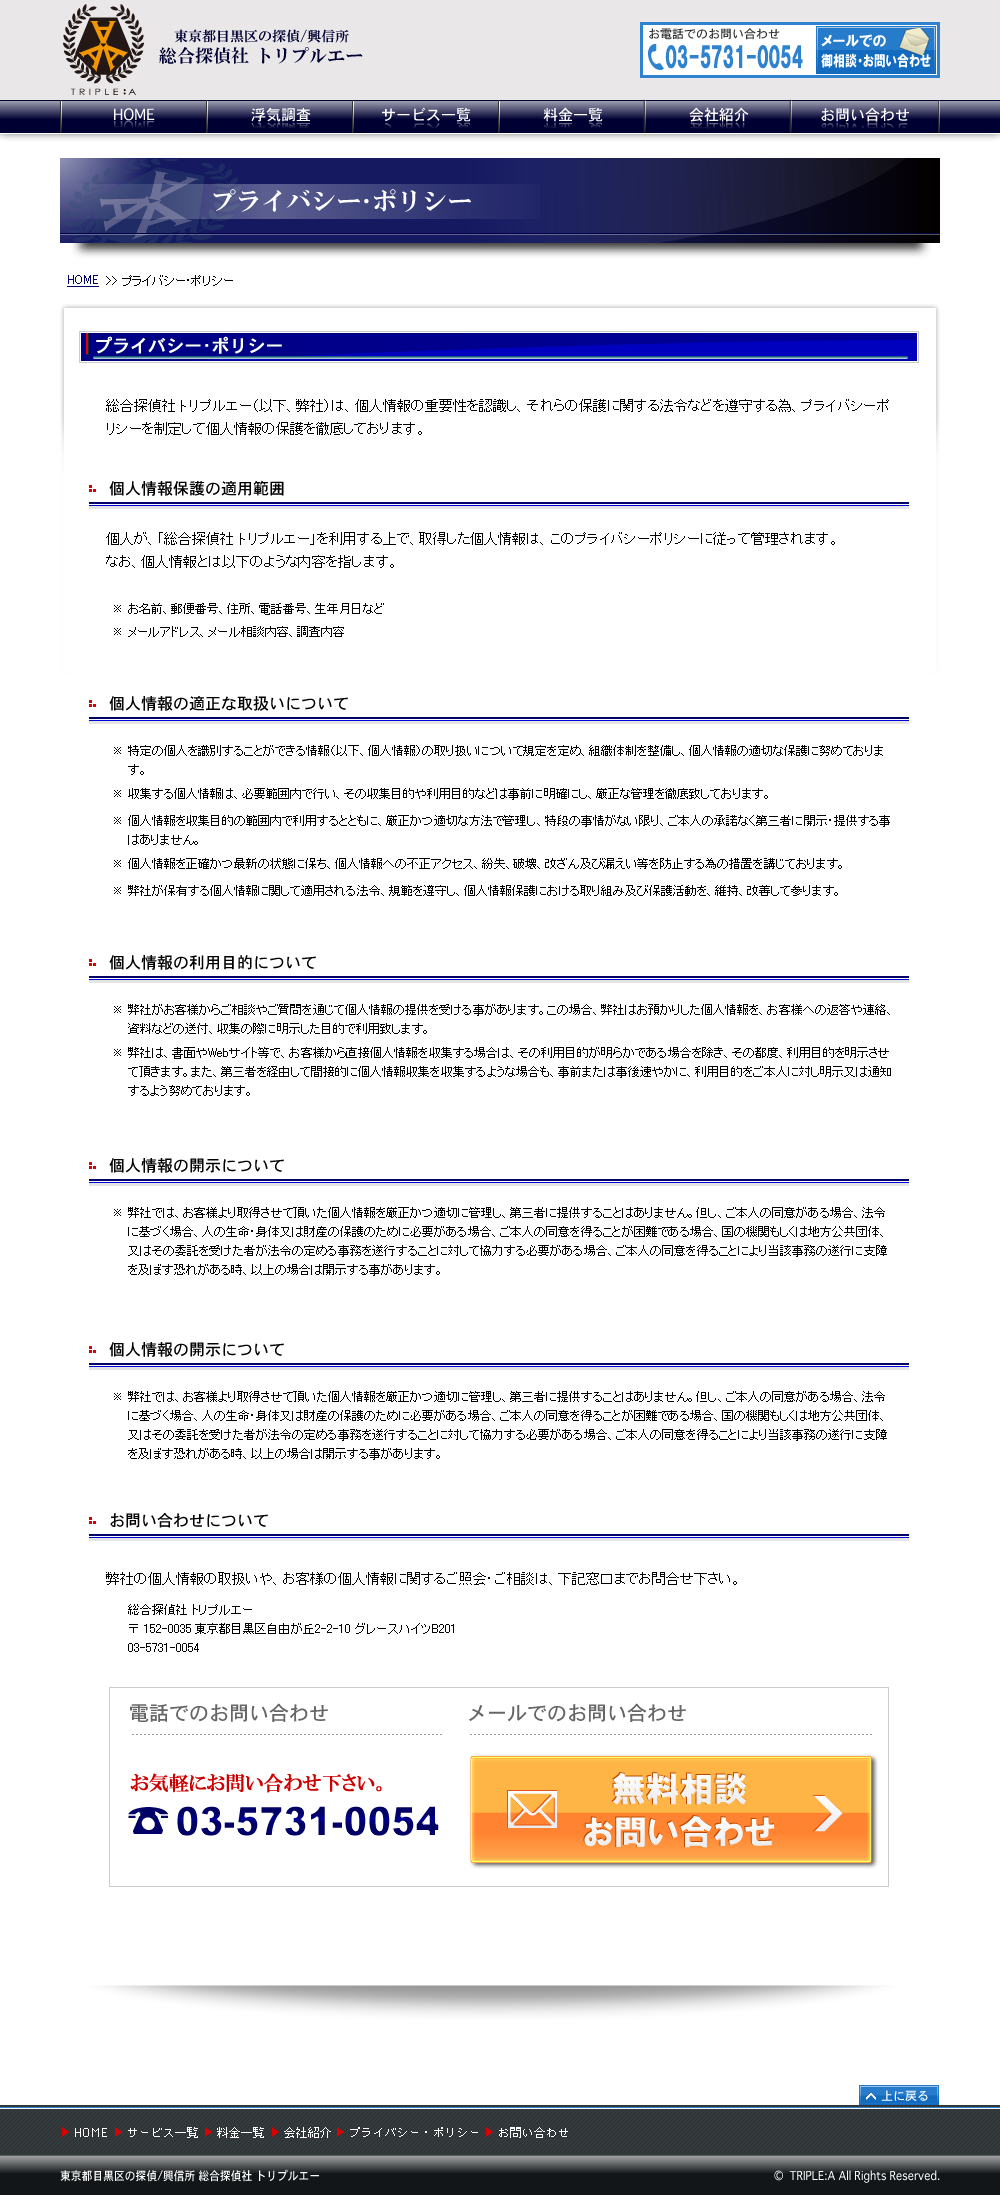 東京都目黒区の探偵/興信所
総合探偵社 トリプルエー
TRIPLE:A
お電話でのお問い合わせ
03-5731-0054
メールでの
御相談・お問い合わせ
HOME 浮気調査 サービス一覧 料金一覧 会社紹介 お問い合わせ
プライバシー・ポリシー
HOME >> プライバシー・ポリシー
プライバシー・ポリシー
総合探偵社 トリプルエー（以下、弊社）は、個人情報の重要性を認識し、それらの保護に関する法令などを遵守する為、プライバシーポ
リシーを制定して個人情報の保護を徹底しております。
個人情報保護の適用範囲
個人が、「総合探偵社 トリプルエー」を利用する上で、取得した個人情報は、このプライバシーポリシーに従って管理されます。
なお、個人情報とは以下のような内容を指します。
※ お名前、郵便番号、住所、電話番号、生年月日など
※ メールアドレス、メール相談内容、調査内容
個人情報の適正な取扱いについて
※ 特定の個人を識別することができる情報（以下、個人情報）の取り扱いについて規定を定め、組織体制を整備し、個人情報の適切な保護に努めておりま
す。
※ 収集する個人情報は、必要範囲内で行い、その収集目的や利用目的などは事前に明確にし、厳正な管理を徹底致しております。
※ 個人情報を収集目的の範囲内で利用するとともに、厳正かつ適切な方法で管理し、特段の事情がない限り、ご本人の承諾なく第三者に開示・提供する事
はありません。
※ 個人情報を正確かつ最新の状態に保ち、個人情報への不正アクセス、紛失、破壊、改ざん及び漏えい等を防止する為の措置を講じております。
※ 弊社が保有する個人情報に関して適用される法令、規範を遵守し、個人情報保護における取り組み及び保護活動を、維持、改善して参ります。
個人情報の利用目的について
※ 弊社がお客様からご相談やご質問を通じて個人情報の提供を受ける事があります。この場合、弊社はお預かりした個人情報を、お客様への返答や連絡、
資料などの送付、収集の際に明示した目的で利用致します。
※ 弊社は、書面やWebサイト等で、お客様から直接個人情報を収集する場合は、その利用目的が明らかである場合を除き、その都度、利用目的を明示させ
て頂きます。また、第三者を経由して間接的に個人情報収集を収集するような場合も、事前または事後速やかに、利用目的をご本人に対し明示又は通知
するよう努めております。
個人情報の開示について
※ 弊社では、お客様より取得させて頂いた個人情報を厳正かつ適切に管理し、第三者に提供することはありません。但し、ご本人の同意がある場合、法令
に基づく場合、人の生命・身体又は財産の保護のために必要がある場合、ご本人の同意を得ることが困難である場合、国の機関もしくは地方公共団体、
又はその委託を受けた者が法令の定める事務を遂行することに対して協力する必要がある場合、ご本人の同意を得ることにより当該事務の遂行に支障
を及ぼす恐れがある時、以上の場合は開示する事があります。
個人情報の開示について
※ 弊社では、お客様より取得させて頂いた個人情報を厳正かつ適切に管理し、第三者に提供することはありません。但し、ご本人の同意がある場合、法令
に基づく場合、人の生命・身体又は財産の保護のために必要がある場合、ご本人の同意を得ることが困難である場合、国の機関もしくは地方公共団体、
又はその委託を受けた者が法令の定める事務を遂行することに対して協力する必要がある場合、ご本人の同意を得ることにより当該事務の遂行に支障
を及ぼす恐れがある時、以上の場合は開示する事があります。
お問い合わせについて
弊社の個人情報の取扱いや、お客様の個人情報に関するご照会・ご相談は、下記窓口までお問合せ下さい。
総合探偵社 トリプルエー
〒 152-0035 東京都目黒区自由が丘2-2-10 グレースハイツB201
03-5731-0054
電話でのお問い合わせ
お気軽にお問い合わせ下さい。
☎03-5731-0054
メールでのお問い合わせ
無料相談
お問い合わせ
上に戻る
HOME サービス一覧 料金一覧 会社紹介 プライバシー・ポリシー お問い合わせ
東京都目黒区の探偵/興信所 総合探偵社 トリプルエー
© TRIPLE:A All Rights Reserved.